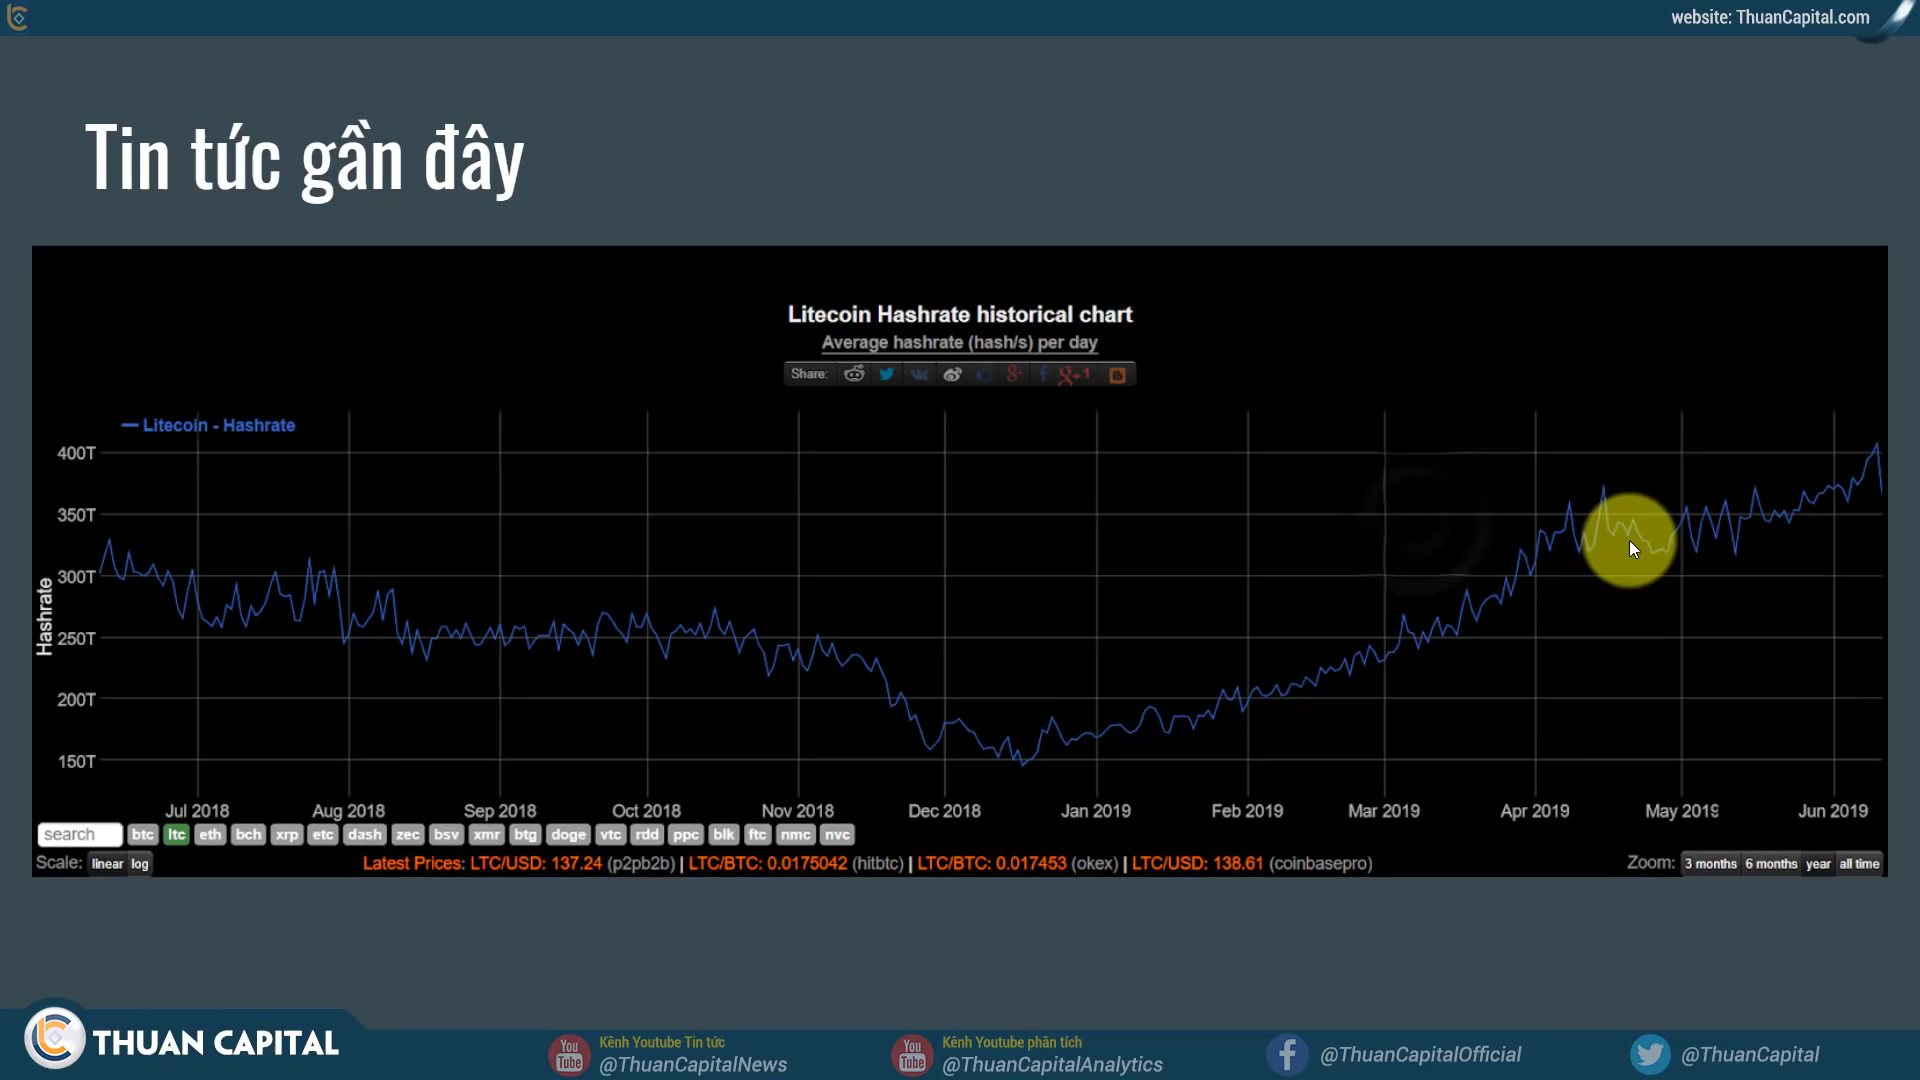 website: ThuanCapital.com
Tin tức gần đây
Litecoin Hashrate historical chart
Average hashrate (hash/s) per day
Share:
G+1
Litecoin - Hashrate
400T
350T
300T
250T
200T
150T
Hashrate
Jul 2018 Aug 2018 Sep 2018 Oct 2018 Nov 2018 Dec 2018 Jan 2019 Feb 2019 Mar 2019 Apr 2019 May 2019 Jun 2019
search btc ltc eth bch xrp etc dash zec bsv xmr btg doge vtc rdd ppc blk ftc nmc nvc
Scale: linear log
Latest Prices: LTC/USD: 137.24 (p2pb2b) | LTC/BTC: 0.0175042 (hitbtc) | LTC/BTC: 0.017453 (okex) | LTC/USD: 138.61 (coinbasepro)
Zoom: 3 months 6 months year all time
THUAN CAPITAL
You Tube
Kênh Youtube Tin tức
@ThuanCapitalNews
You Tube
Kênh Youtube phân tích
@ThuanCapitalAnalytics
@ThuanCapitalOfficial
@ThuanCapital